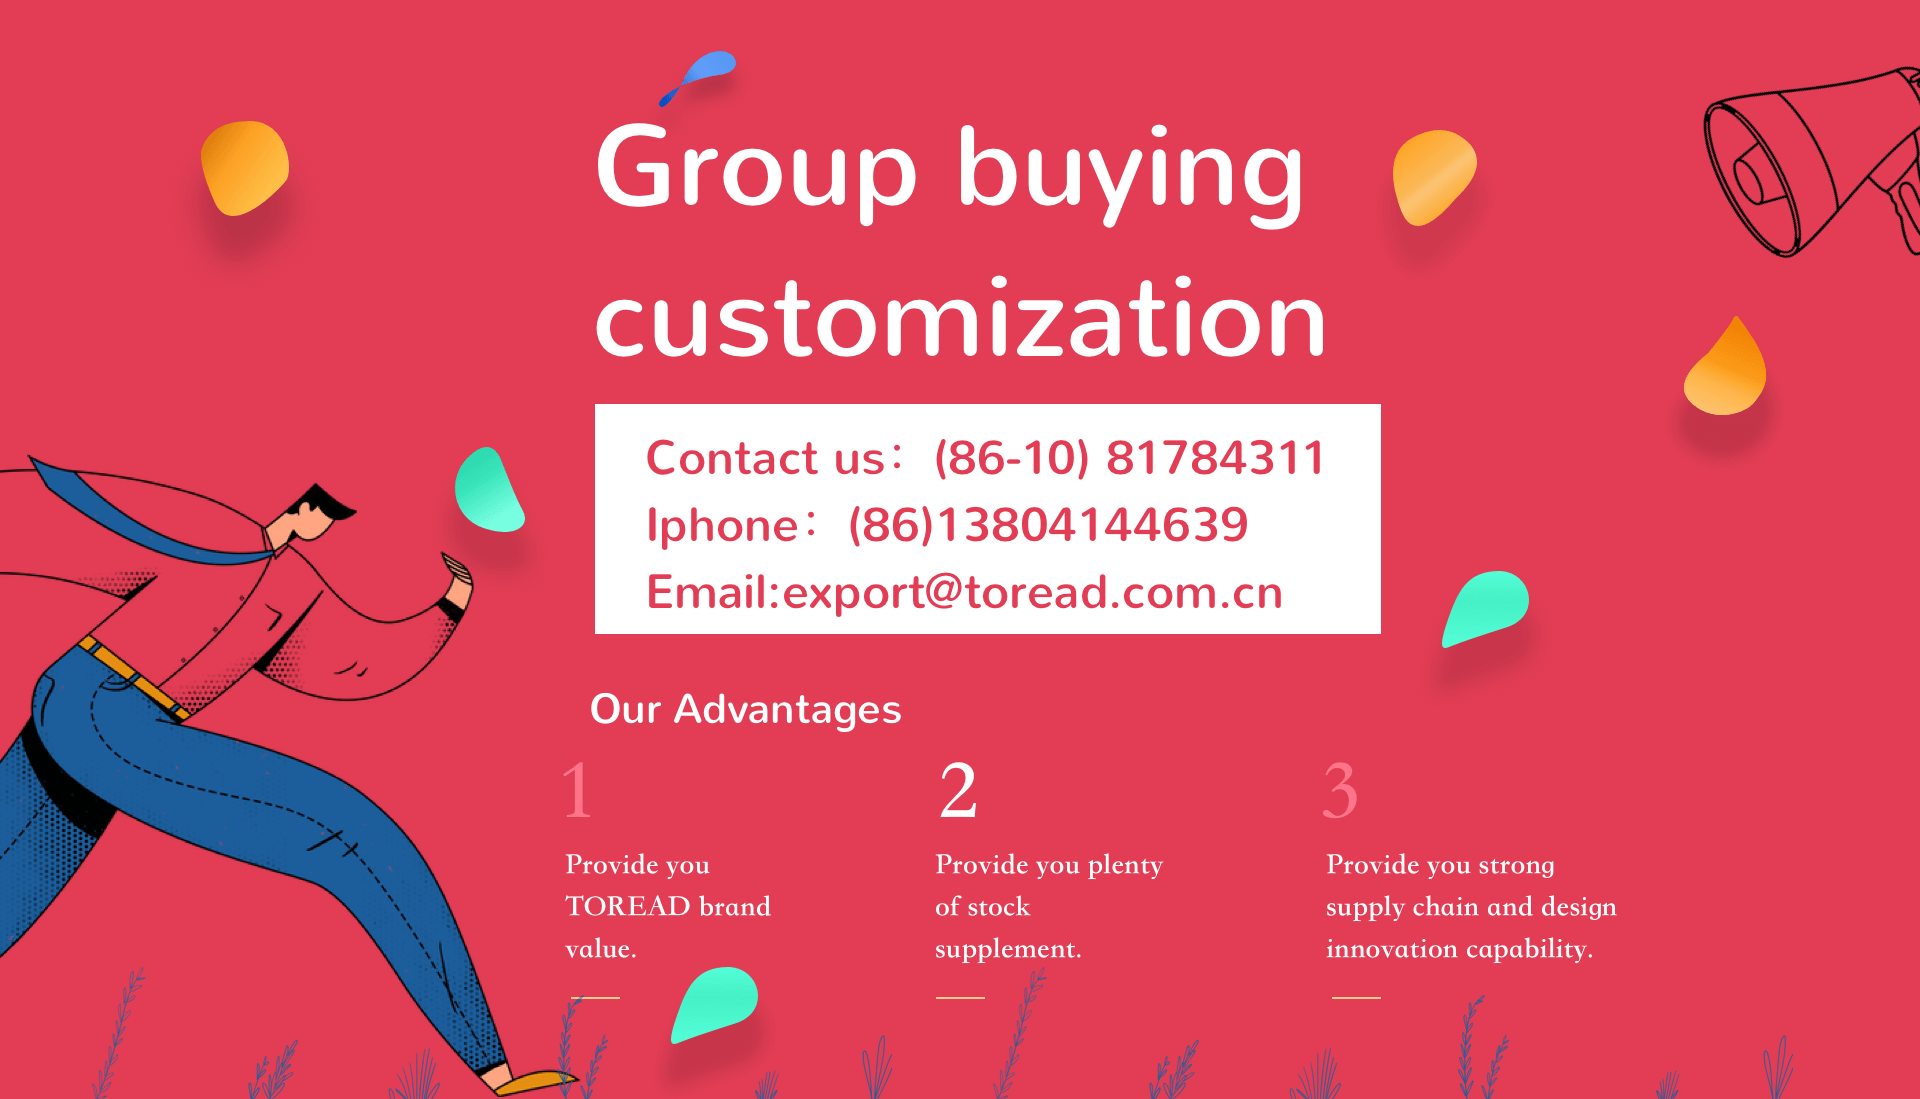 Group buying
customization
Contact us：(86-10) 81784311
Iphone：(86)13804144639
Email:export@toread.com.cn
Our Advantages
1
Provide you
TOREAD brand
value.
2
Provide you plenty
of stock
supplement.
3
Provide you strong
supply chain and design
innovation capability.